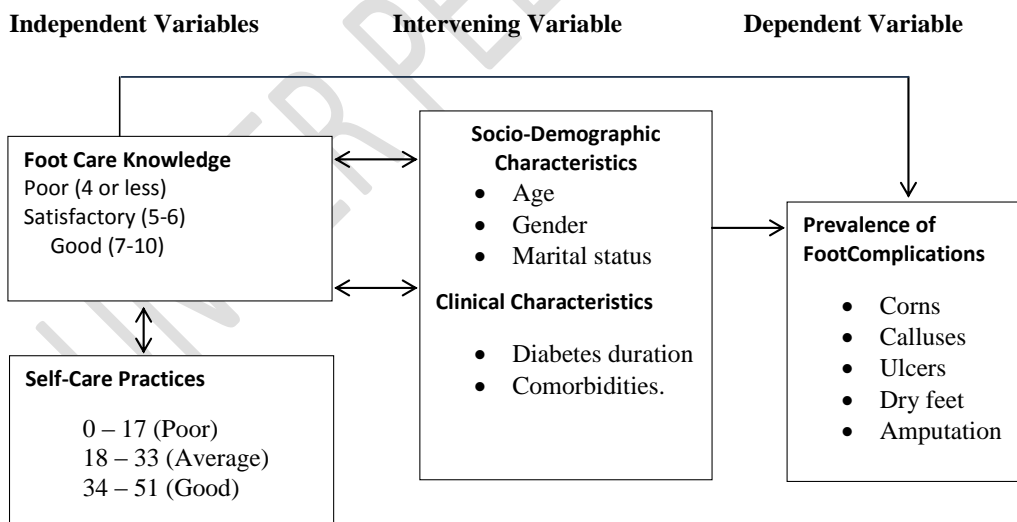 Independent Variables
Intervening Variable
Dependent Variable
Foot Care Knowledge
Poor (4 or less)
Satisfactory (5-6)
Good (7-10)
Self-Care Practices
0 – 17 (Poor)
18 – 33 (Average)
34 – 51 (Good)
Socio-Demographic
Characteristics
• Age
• Gender
• Marital status
Clinical Characteristics
• Diabetes duration
• Comorbidities.
Prevalence of
FootComplications
• Corns
• Calluses
• Ulcers
• Dry feet
• Amputation